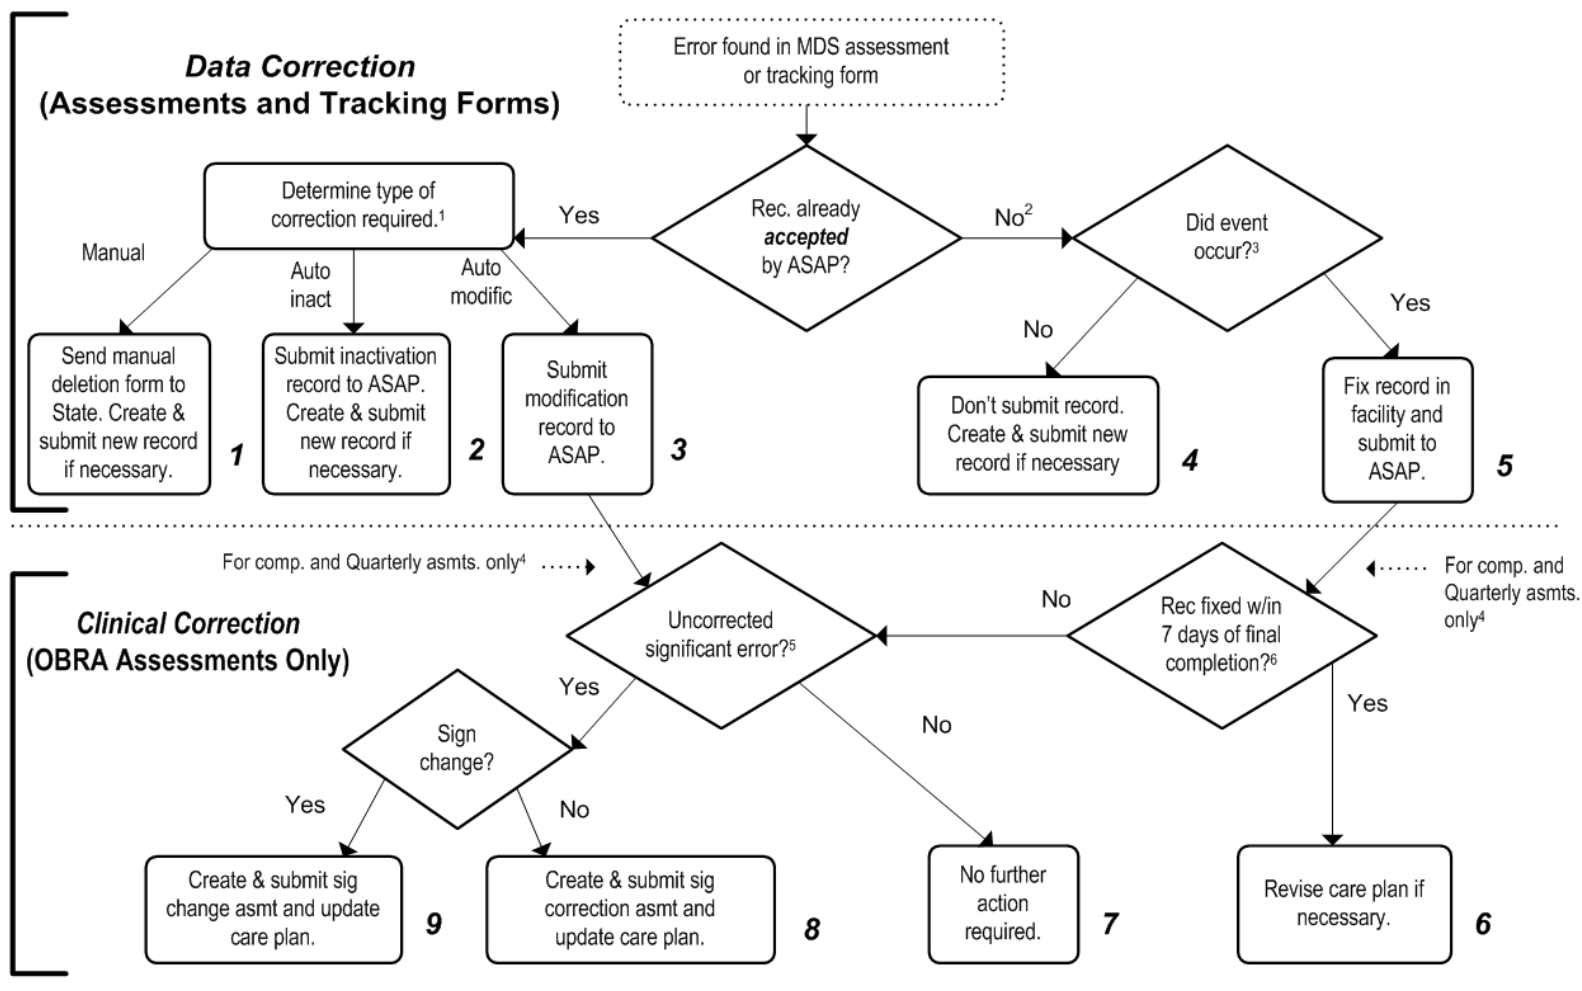 Data Correction
(Assessments and Tracking Forms)
Error found in MDS assessment
or tracking form
Determine type of
correction required.¹
Yes
Rec. already
accepted
by ASAP?
No²
Did event
occur?³
Manual
Auto
inact
Auto
modific
No
Yes
Send manual
deletion form to
State. Create &
submit new record
if necessary.
1
Submit inactivation
record to ASAP.
Create & submit
new record if
necessary.
2
Submit
modification
record to
ASAP.
3
Don't submit record.
Create & submit new
record if necessary
4
Fix record in
facility and
submit to
ASAP.
5
Clinical Correction
(OBRA Assessments Only)
For comp. and Quarterly asmts. only⁴
Uncorrected
significant error?⁵
No
Rec fixed w/in
7 days of final
completion?⁶
For comp. and
Quarterly asmts.
only⁴
Yes
No
Yes
Sign
change?
Yes
No
Create & submit sig
change asmt and update
care plan.
9
Create & submit sig
correction asmt and
update care plan.
8
No further
action
required.
7
Revise care plan if
necessary.
6